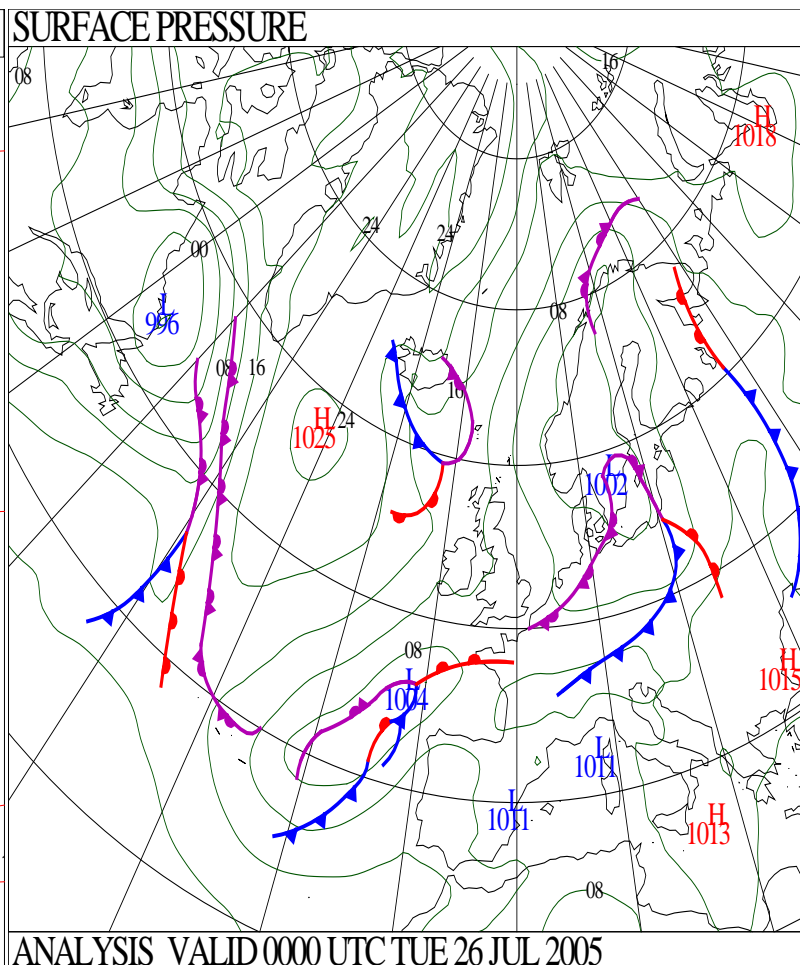 SURFACE PRESSURE
16
08
H
1018
24
24
00
L
996
08
08
16
16
H
24
1025
L
1002
08
H
1015
L
1004
L
1011
L
1011
H
1013
08
ANALYSIS VALID 0000 UTC TUE 26 JUL 2005